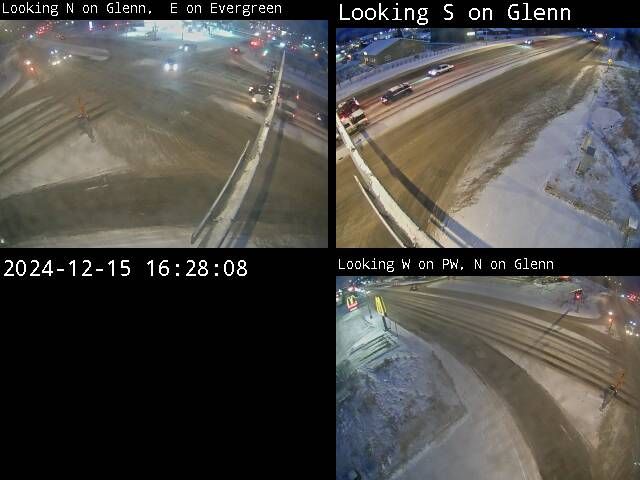 Looking N on Glenn,  E on Evergreen
Looking S on Glenn
2024-12-15 16:28:08
Looking W on PW, N on Glenn